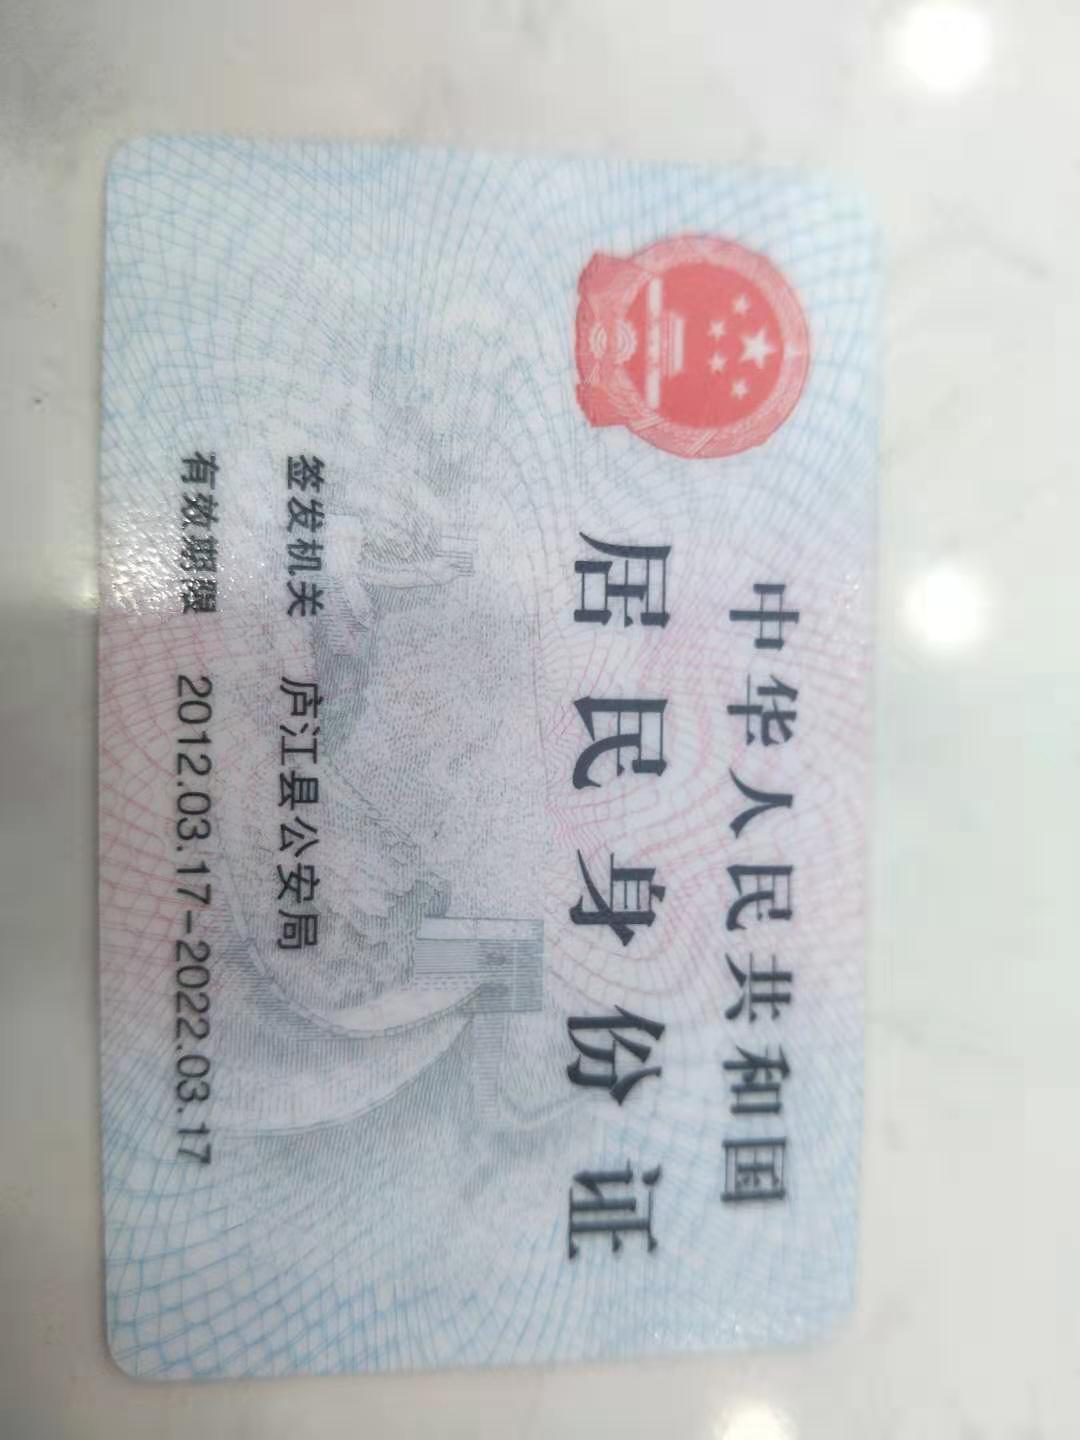 中华人民共和国
居民身份证
签发机关 庐江县公安局
有效期限 2012.03.17-2022.03.17